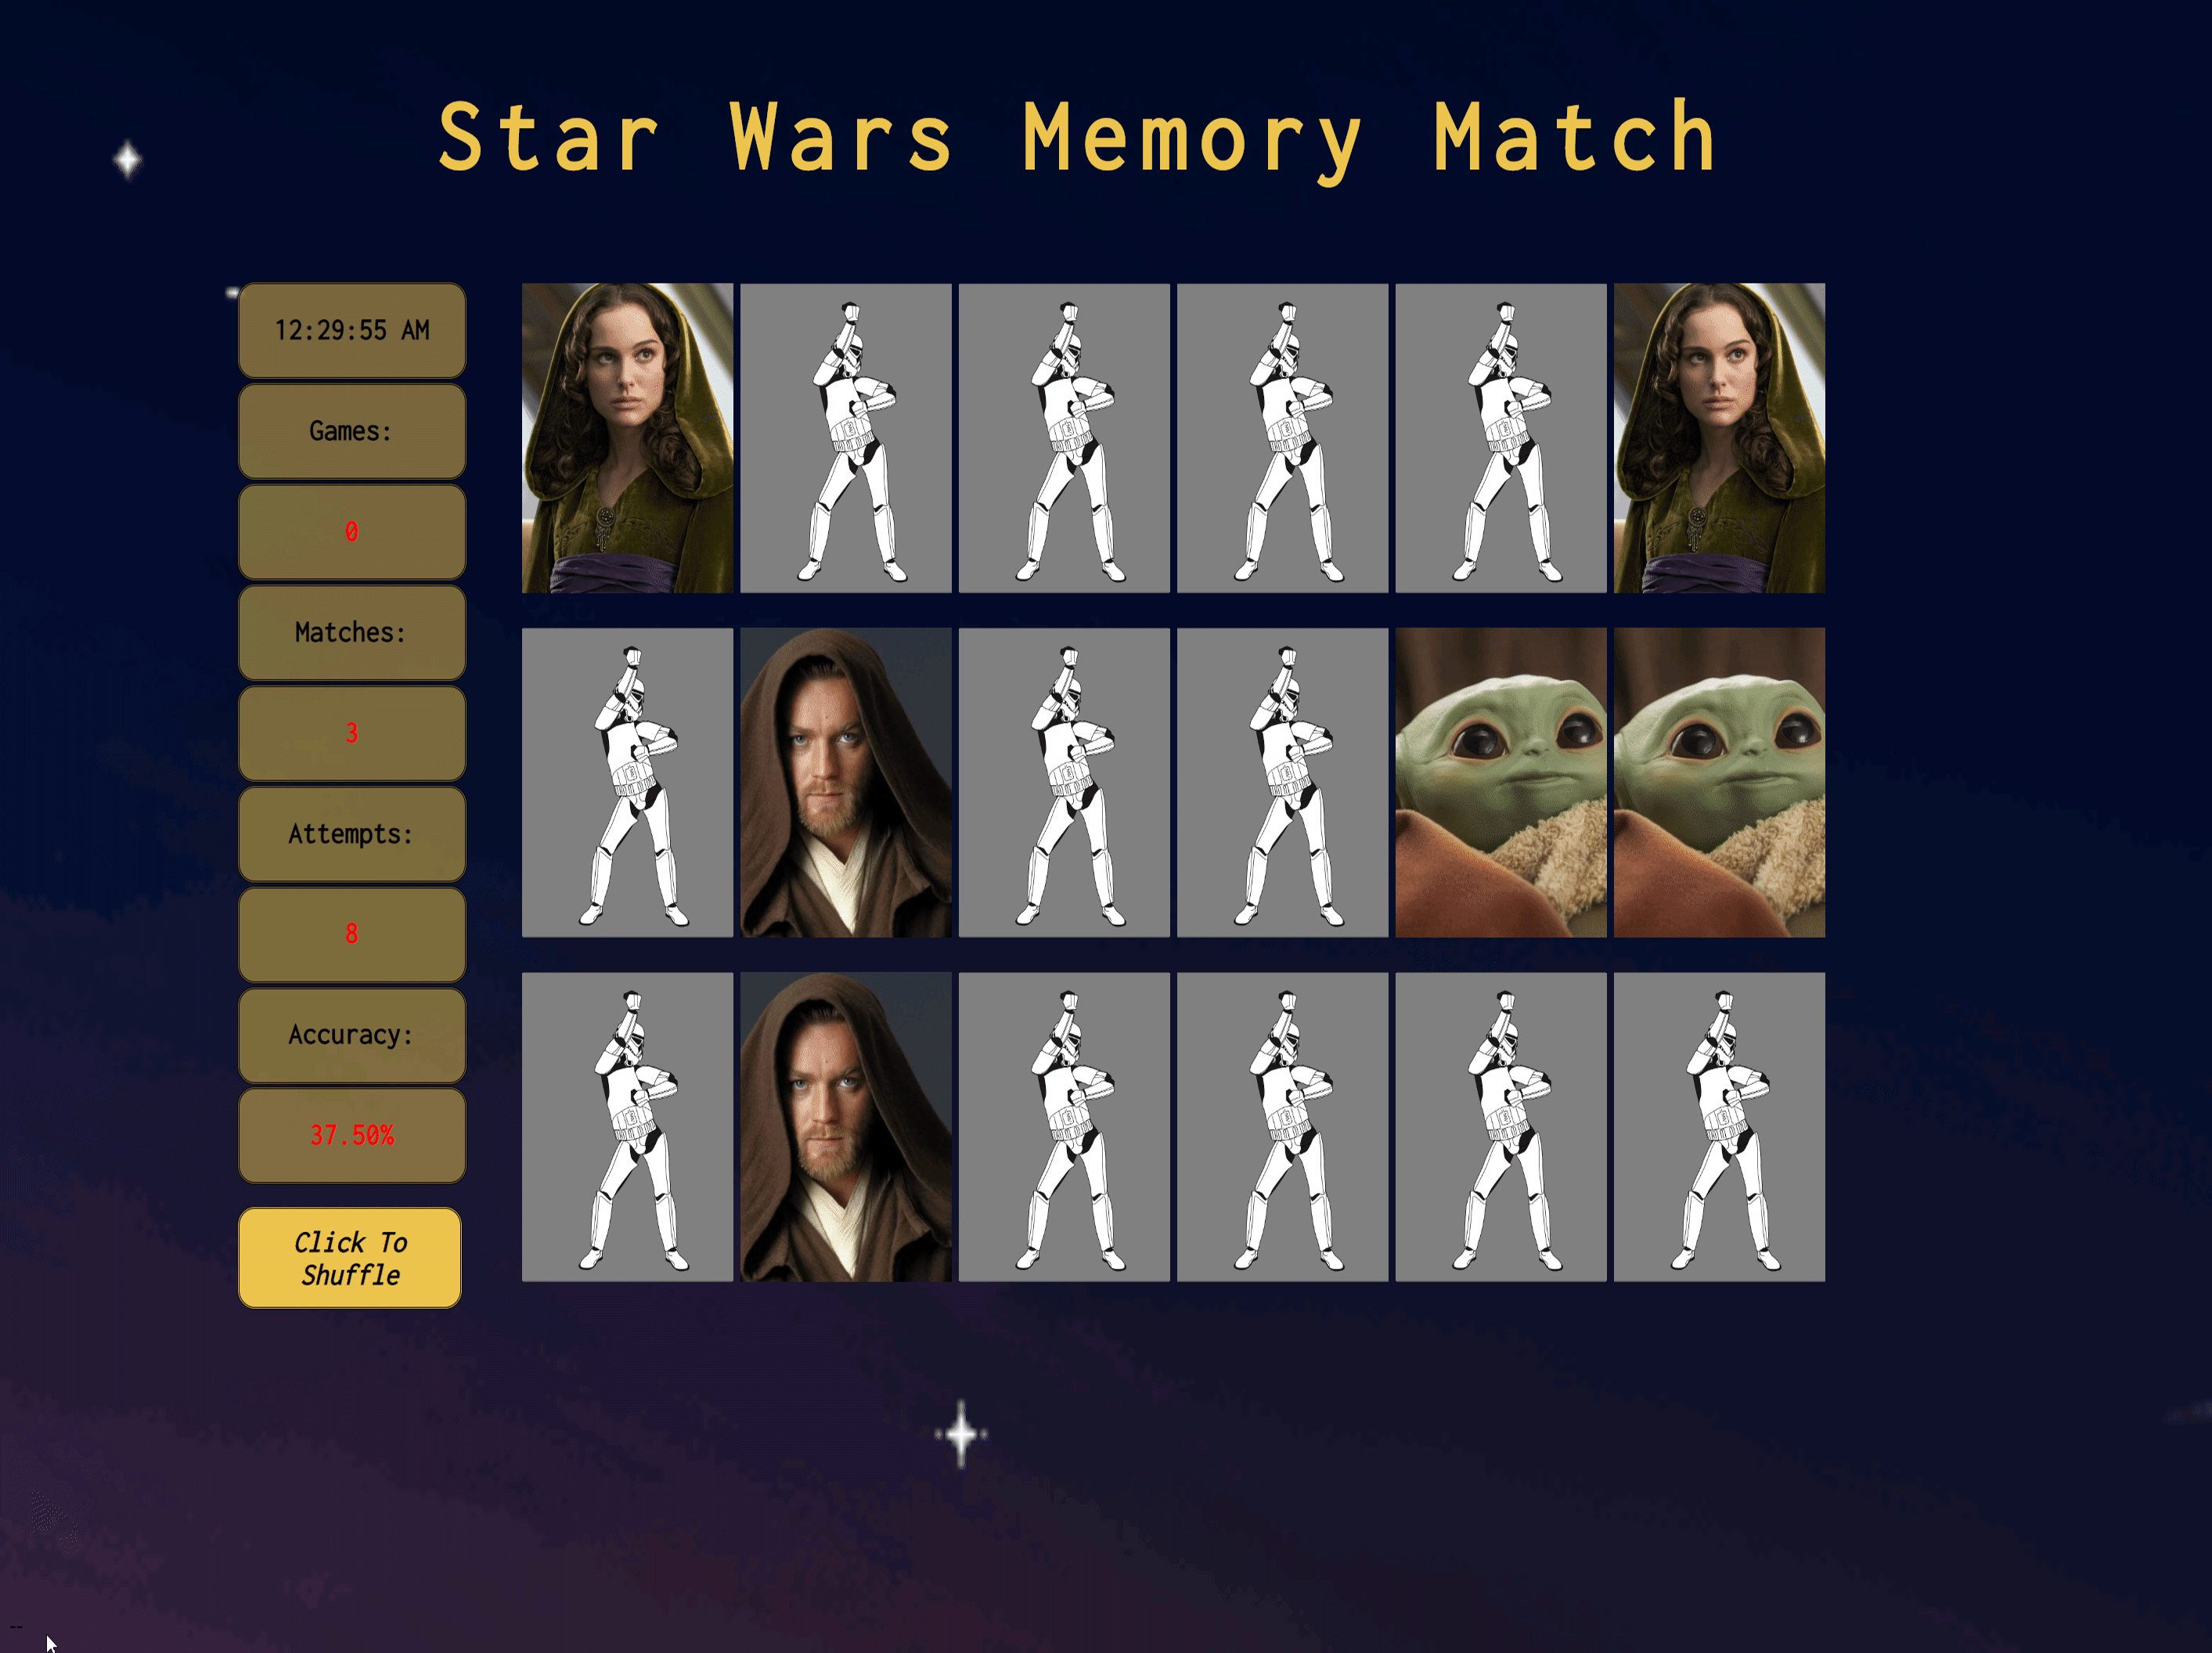 Star Wars Memory Match
12:29:55 AM
Games:
0
Matches:
3
Attempts:
8
Accuracy:
37.50%
Click To
Shuffle